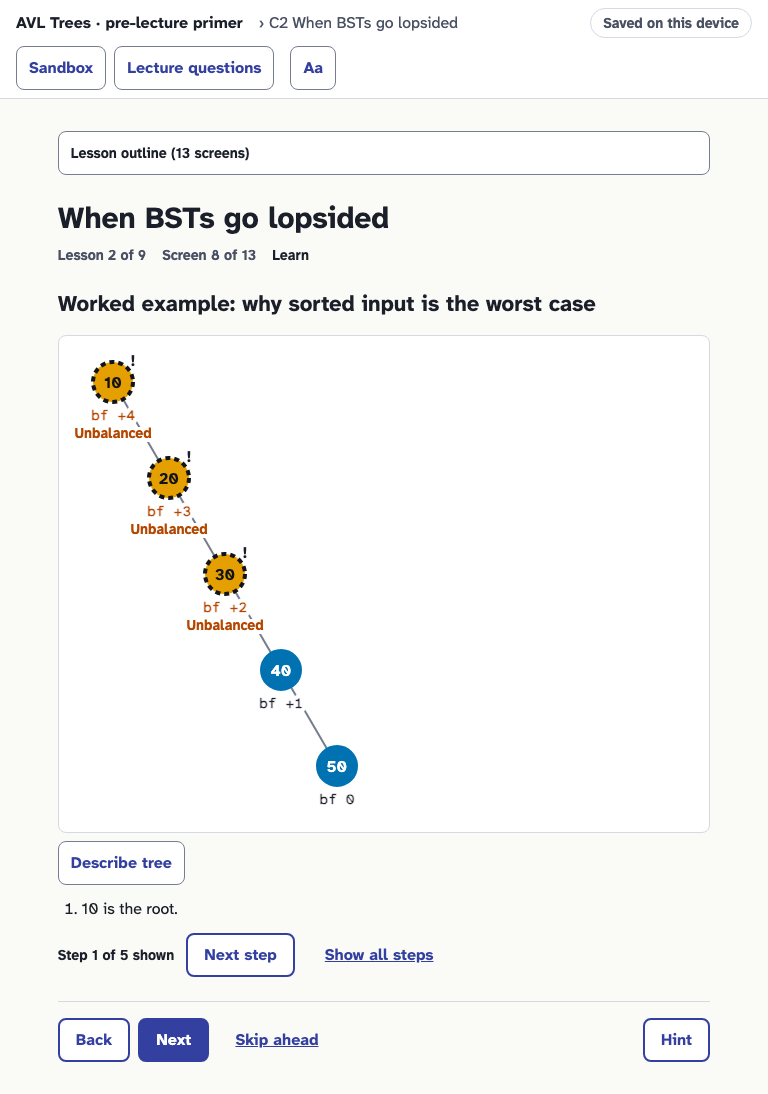 AVL Trees · pre-lecture primer › C2 When BSTs go lopsided Saved on this device
Sandbox Lecture questions Aa
Lesson outline (13 screens)
When BSTs go lopsided
Lesson 2 of 9 Screen 8 of 13 Learn
Worked example: why sorted input is the worst case
!
10
bf +4
Unbalanced
!
20
bf +3
Unbalanced
!
30
bf +2
Unbalanced
40
bf +1
50
bf 0
Describe tree
1. 10 is the root.
Step 1 of 5 shown Next step Show all steps
Back Next Skip ahead Hint